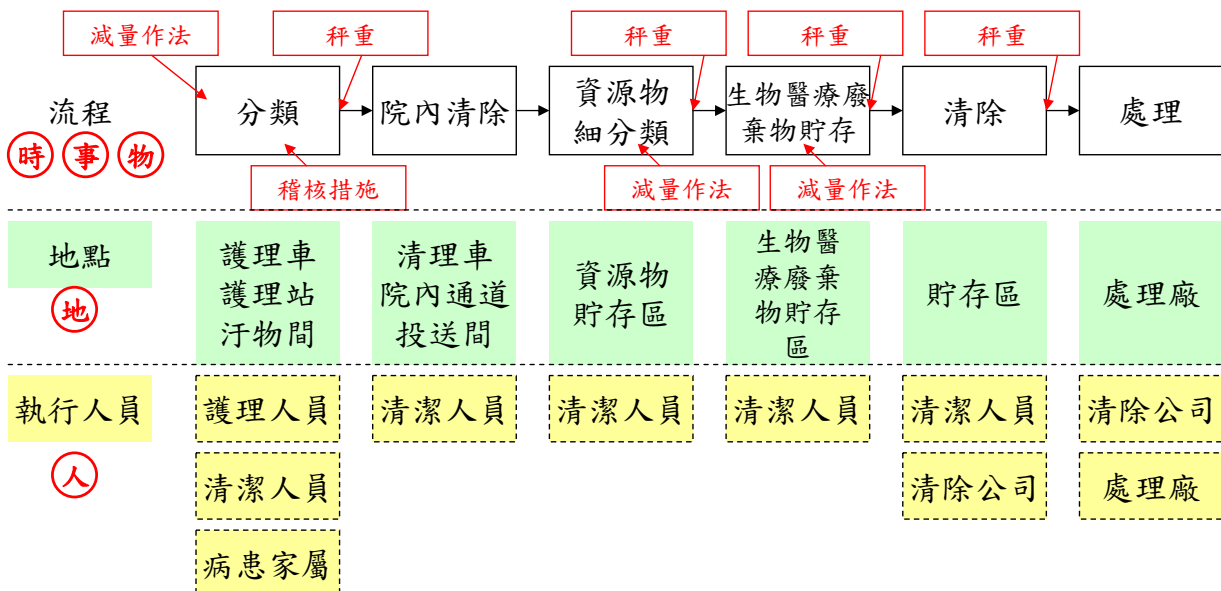 減量作法
秤重
秤重
秤重
秤重
流程
時 事 物
分類
院內清除
資源物
細分類
生物醫療廢
棄物貯存
清除
處理
稽核措施
減量作法
減量作法
地點
地
護理車
護理站
汙物間
清理車
院內通道
投送間
資源物
貯存區
生物醫
療廢棄
物貯存
區
貯存區
處理廠
執行人員
人
護理人員
清潔人員
病患家屬
清潔人員
清潔人員
清潔人員
清潔人員
清除公司
清除公司
處理廠